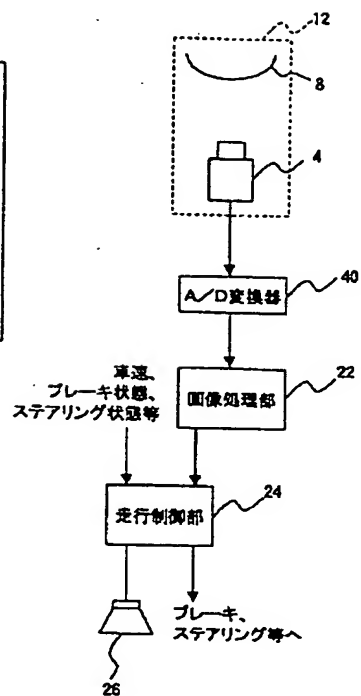 12
8
4
40
A/D変換器
車速、
ブレーキ状態、
ステアリング状態等
22
画像処理部
24
走行制御部
ブレーキ、
ステアリング等へ
26